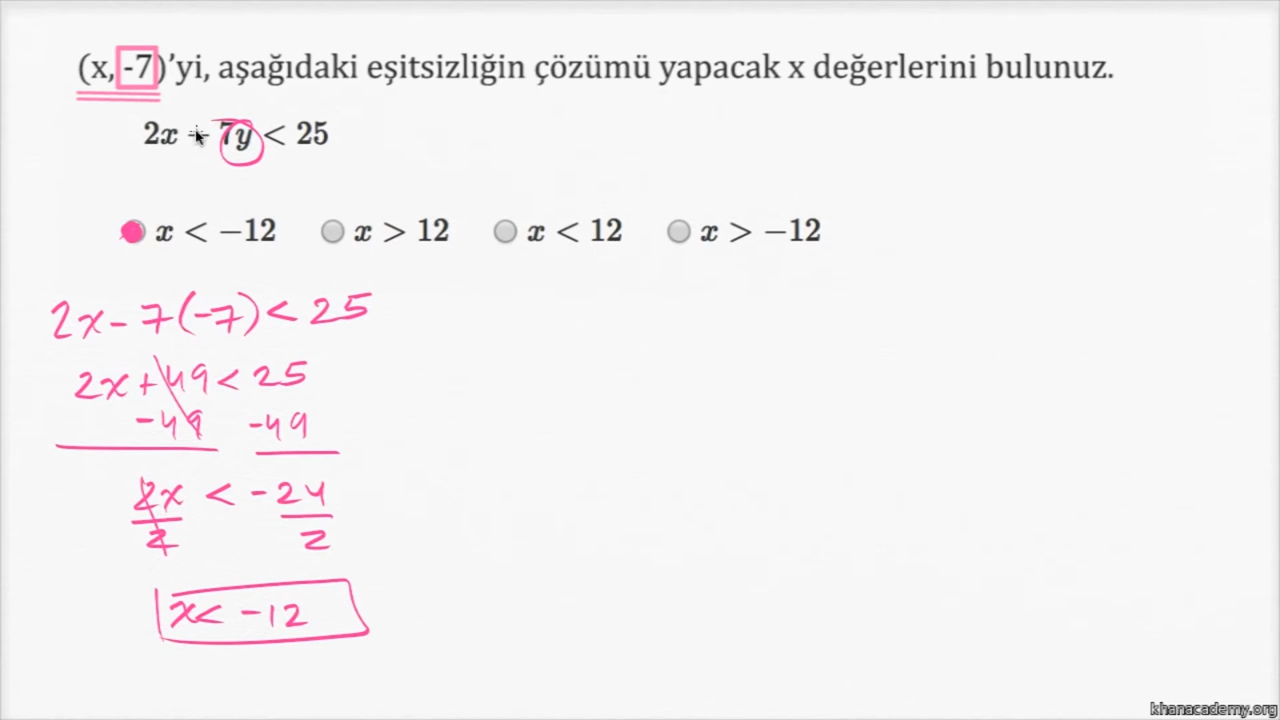 (x, -7)'yi, aşağıdaki eşitsizliğin çözümü yapacak x değerlerini bulunuz.
2x - 7y < 25
x < -12 x > 12 x < 12 x > -12
2x - 7(-7) < 25
2x + 49 < 25
-49 -49
2x < -24
2 2
x < -12
khanacademy.org